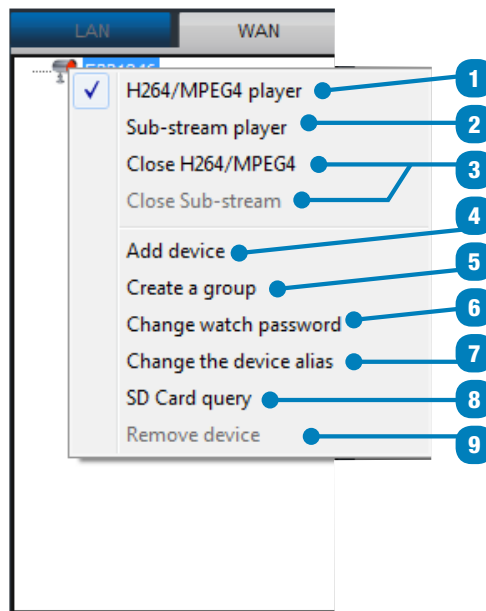 LAN WAN
H264/MPEG4 player 1
Sub-stream player 2
Close H264/MPEG4 3
Close Sub-stream
Add device 4
Create a group 5
Change watch password 6
Change the device alias 7
SD Card query 8
Remove device 9